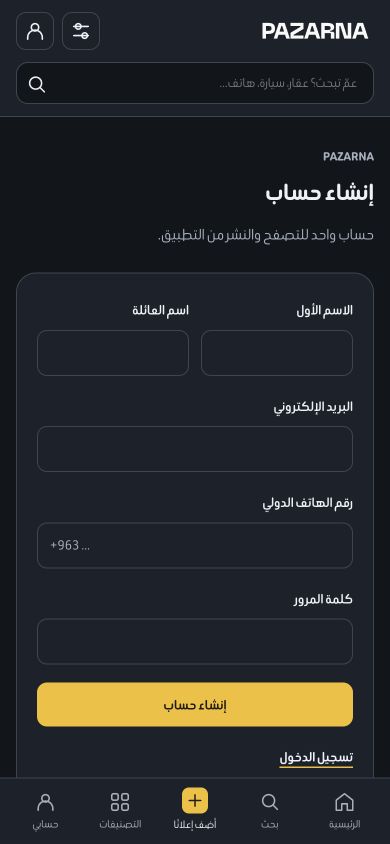 PAZARNA
عمّ تبحث؟ عقار، سيارة، هاتف...
PAZARNA
إنشاء حساب
حساب واحد للتصفح والنشر من التطبيق.
الاسم الأول
اسم العائلة
البريد الإلكتروني
رقم الهاتف الدولي
+963 ...
كلمة المرور
إنشاء حساب
تسجيل الدخول
الرئيسية
بحث
أضف إعلانًا
التصنيفات
حسابي